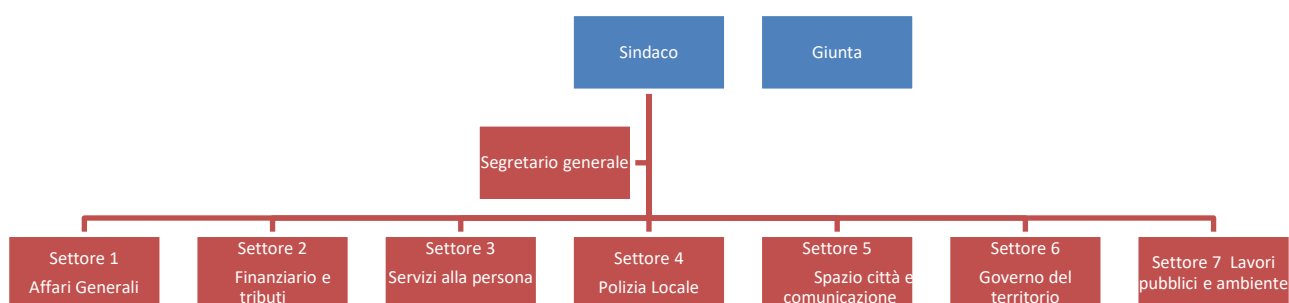 Sindaco
Giunta
Segretario generale
Settore 1
Affari Generali
Settore 2
Finanziario e
tributi
Settore 3
Servizi alla persona
Settore 4
Polizia Locale
Settore 5
Spazio città e
comunicazione
Settore 6
Governo del
territorio
Settore 7 Lavori
pubblici e ambiente